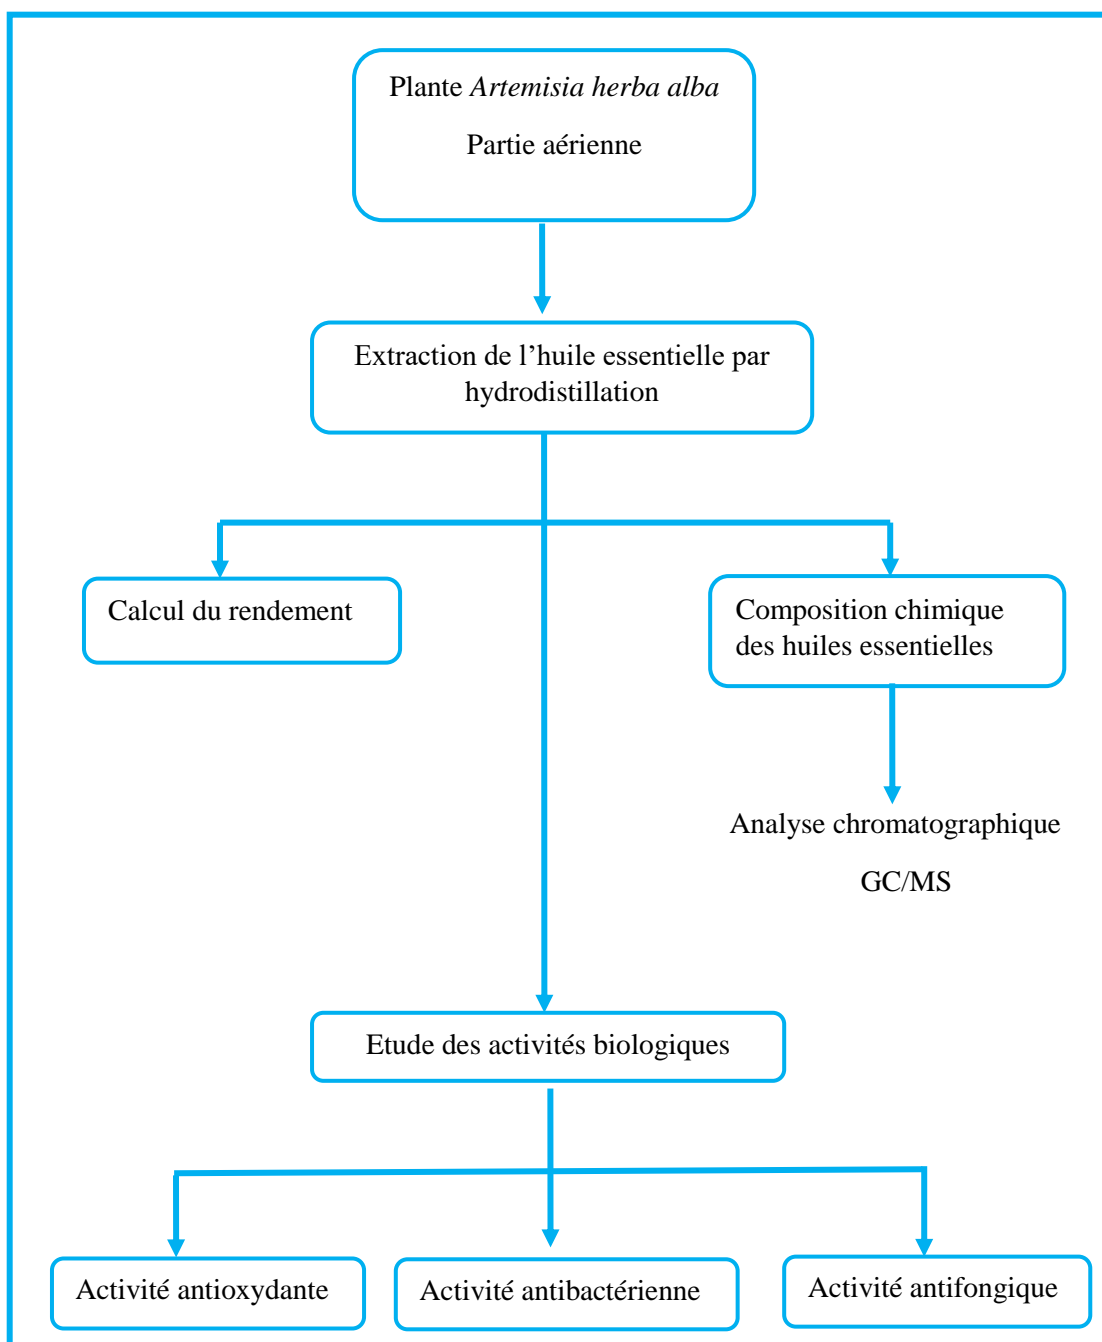 Plante Artemisia herba alba
Partie aérienne
Extraction de l’huile essentielle par
hydrodistillation
Calcul du rendement
Composition chimique
des huiles essentielles
Analyse chromatographique
GC/MS
Etude des activités biologiques
Activité antioxydante
Activité antibactérienne
Activité antifongique